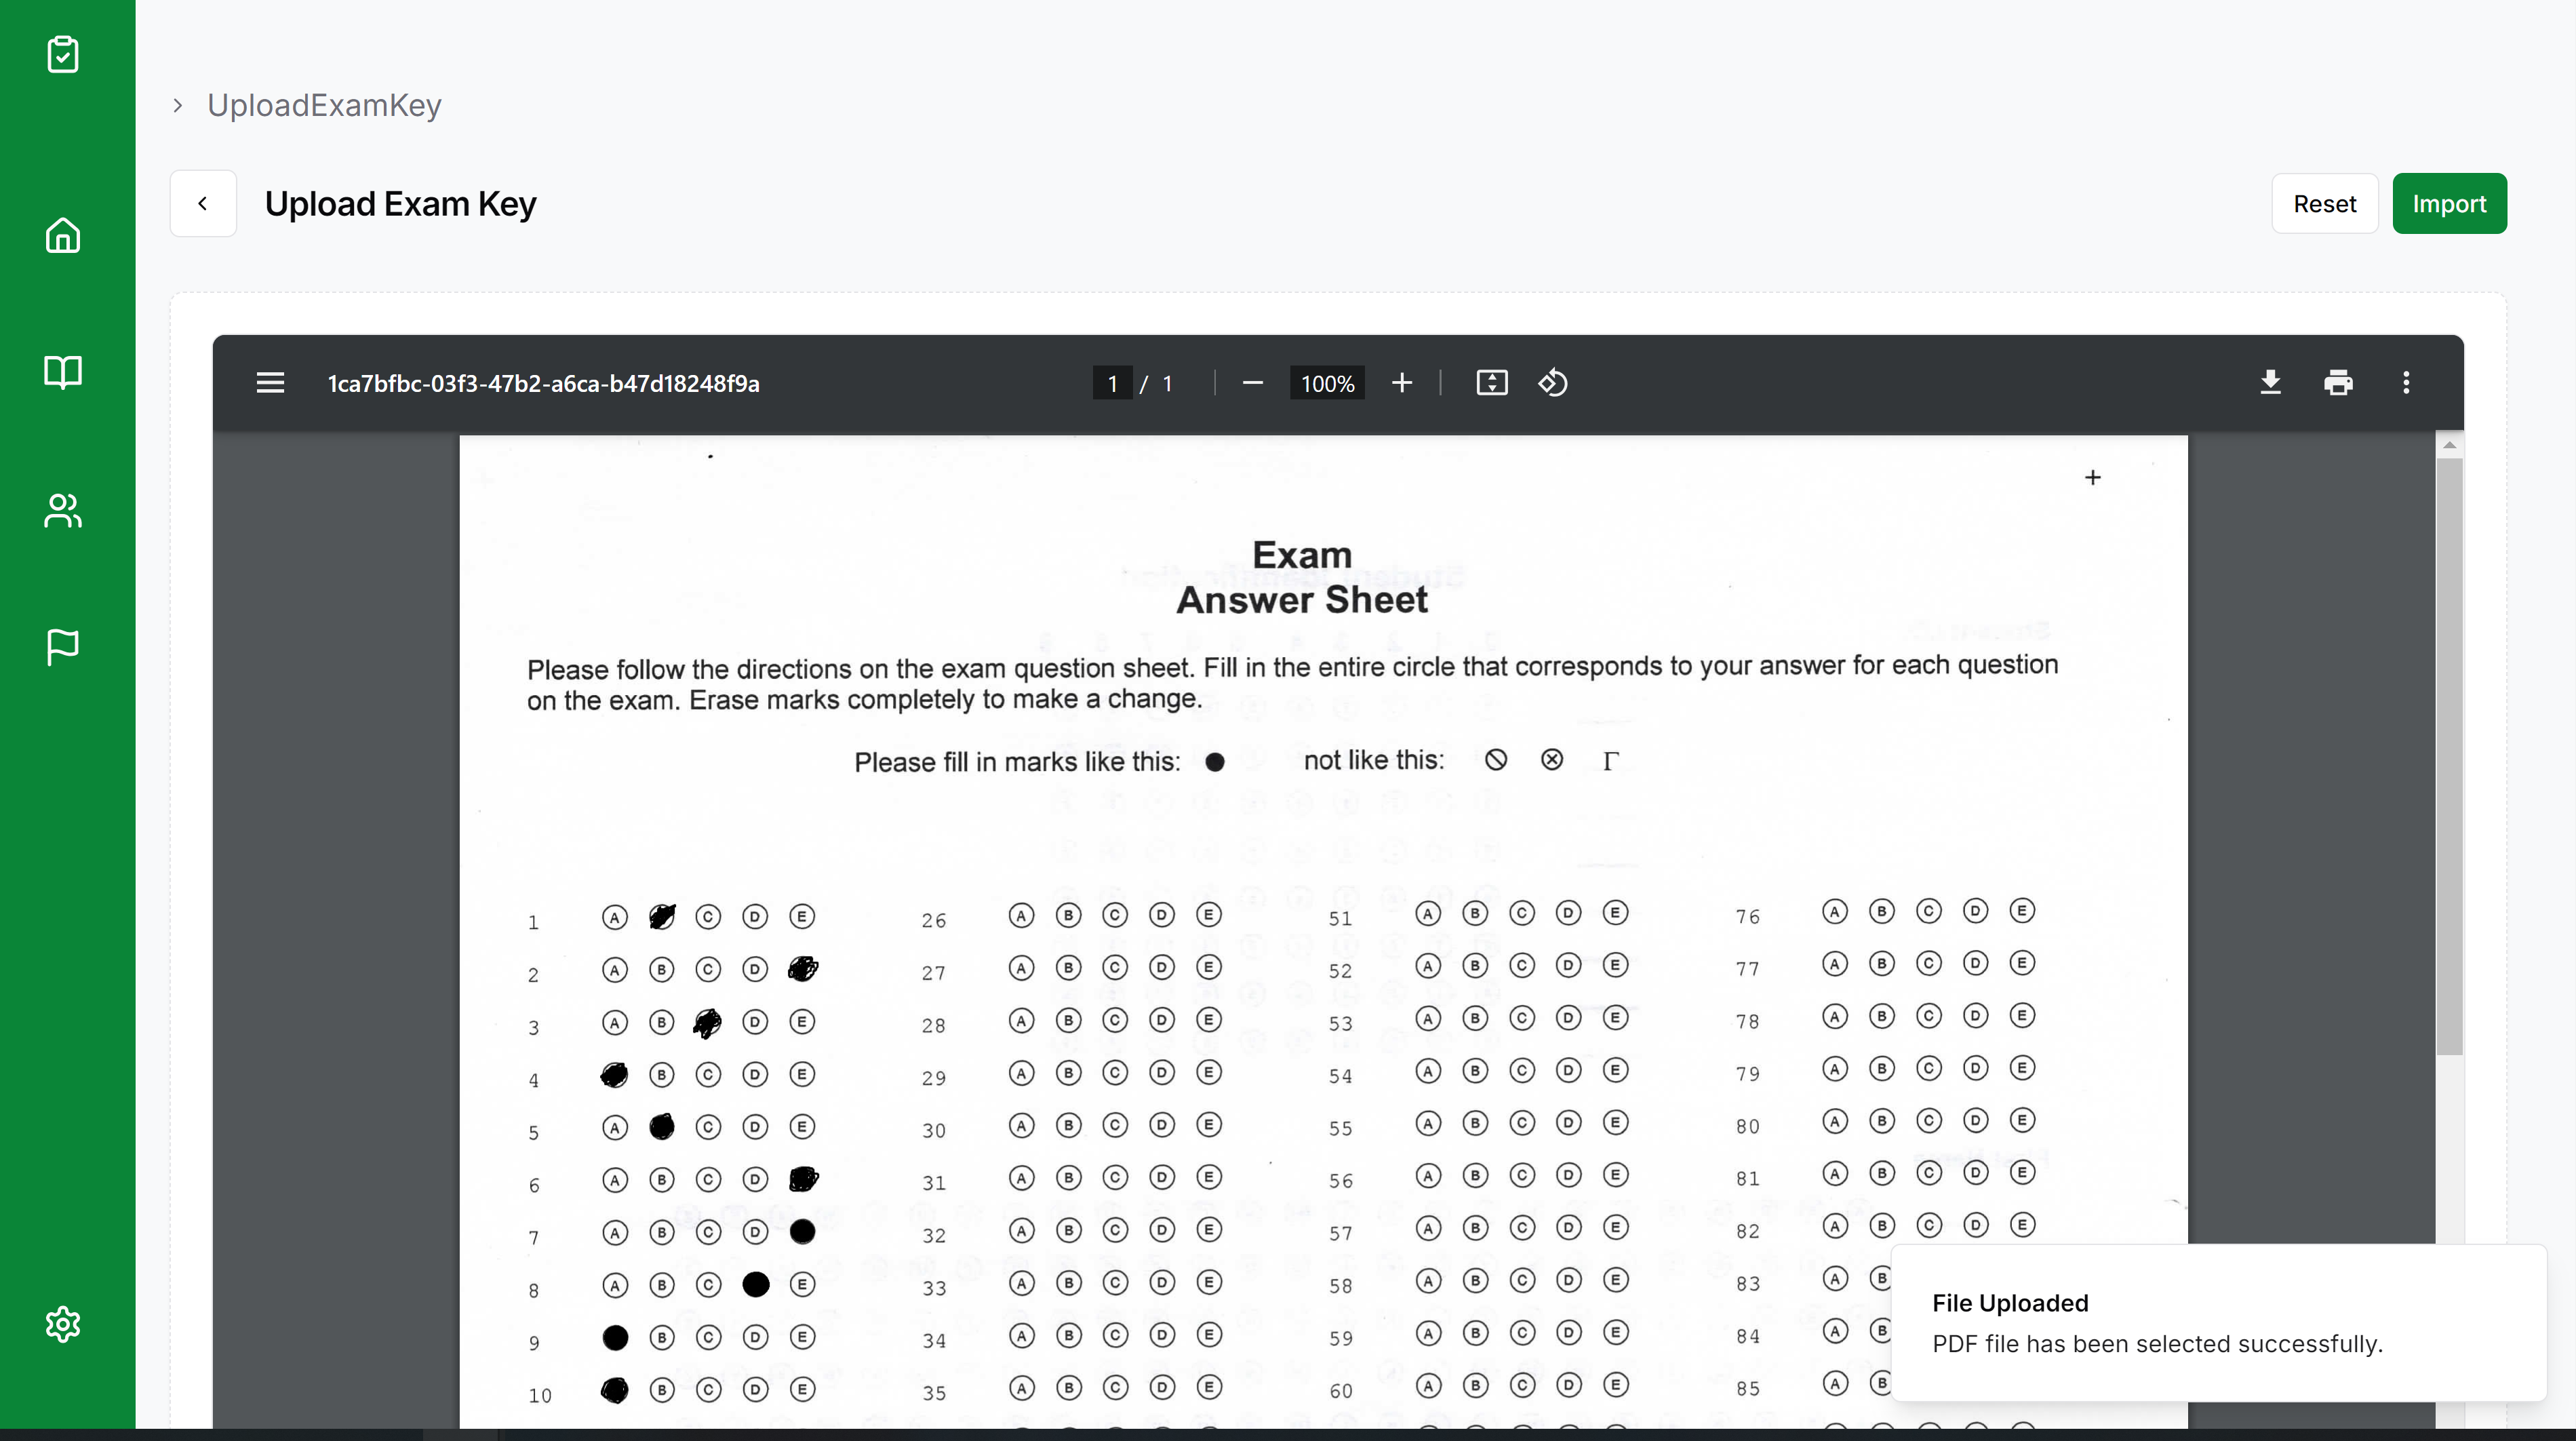 UploadExamKey
Upload Exam Key
Reset
Import
1ca7bfbc-03f3-47b2-a6ca-b47d18248f9a
1 / 1
100%
Exam
Answer Sheet
Please follow the directions on the exam question sheet. Fill in the entire circle that corresponds to your answer for each question
on the exam. Erase marks completely to make a change.
Please fill in marks like this: not like this:
1 A C D E 26 A B C D E 51 A B C D E 76 A B C D E
2 A B C D 27 A B C D E 52 A B C D E 77 A B C D E
3 A B D E 28 A B C D E 53 A B C D E 78 A B C D E
4 B C D E 29 A B C D E 54 A B C D E 79 A B C D E
5 A C D E 30 A B C D E 55 A B C D E 80 A B C D E
6 A B C D 31 A B C D E 56 A B C D E 81 A B C D E
7 A B C D 32 A B C D E 57 A B C D E 82 A B C D E
8 A B C E 33 A B C D E 58 A B C D E 83 A B
9 B C D E 34 A B C D E 59 A B C D E 84 A B
10 B C D E 35 A B C D E 60 A B C D E 85 A B
File Uploaded
PDF file has been selected successfully.